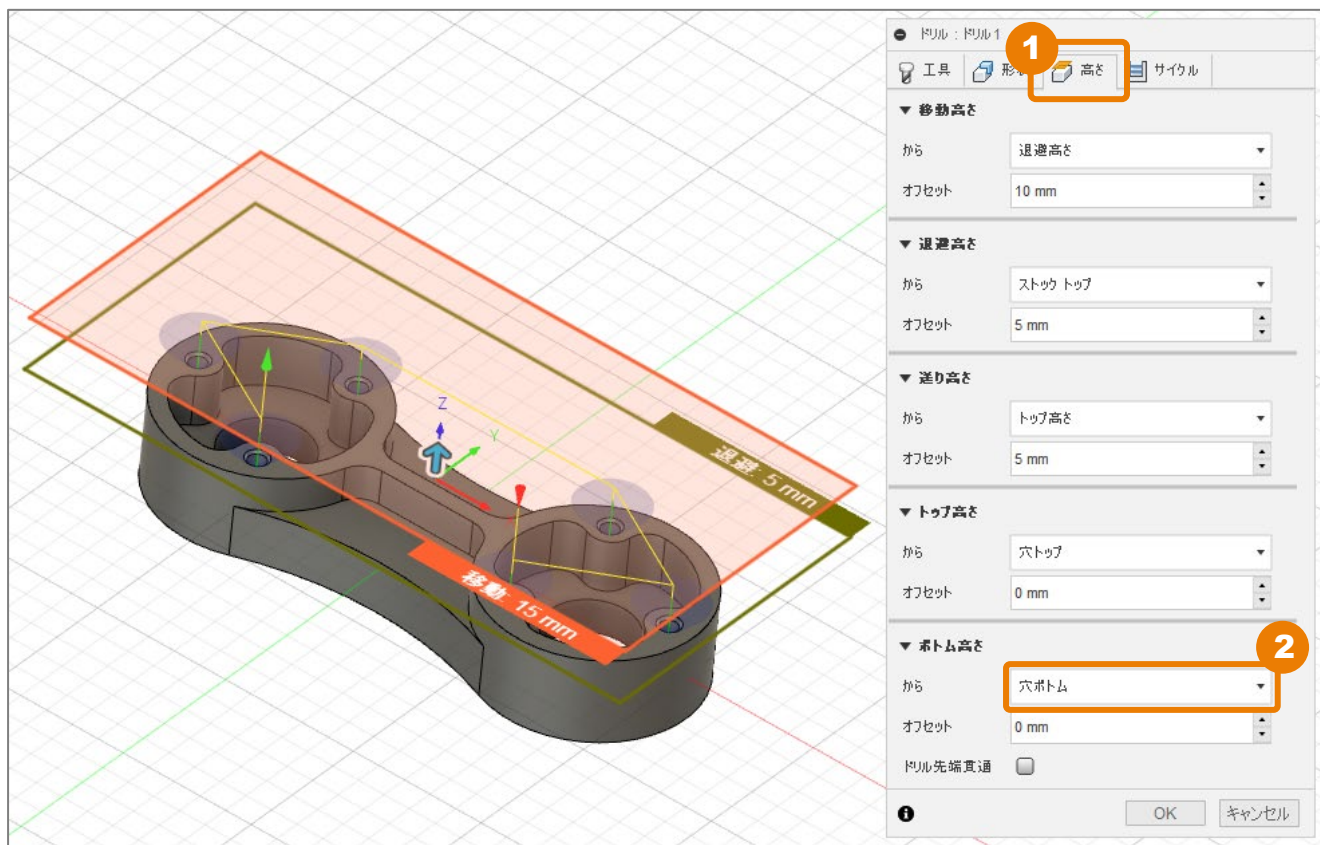 ドリル : ドリル 1
1
工具
高さ
サイクル
移動高さ
から 退避高さ
オフセット 10 mm
退避高さ
から ストック トップ
オフセット 5 mm
送り高さ
から トップ高さ
オフセット 5 mm
トップ高さ
から 穴トップ
オフセット 0 mm
ボトム高さ
2
から 穴ボトム
オフセット 0 mm
ドリル先端貫通
OK キャンセル
Z
Y
退避: 5 mm
移動: 15 mm